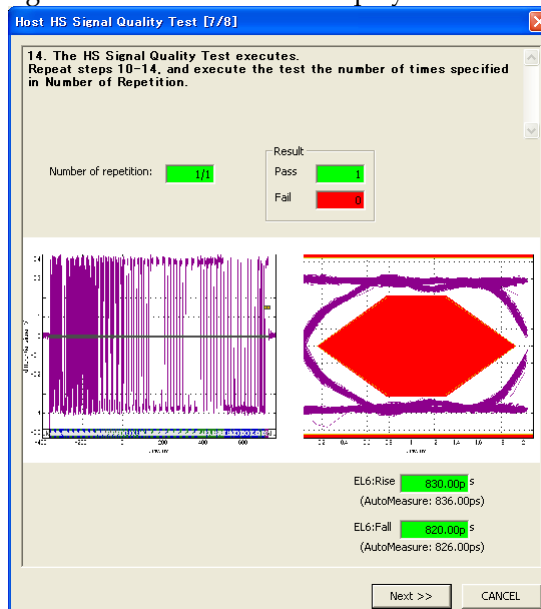 Host HS Signal Quality Test [7/8]
14. The HS Signal Quality Test executes.
Repeat steps 10-14, and execute the test the number of times specified
in Number of Repetition.
Result
Number of repetition: 1/1
Pass 1
Fail 0
EL6:Rise 830.00p s
(AutoMeasure: 836.00ps)
EL6:Fall 820.00p s
(AutoMeasure: 826.00ps)
Next >> CANCEL